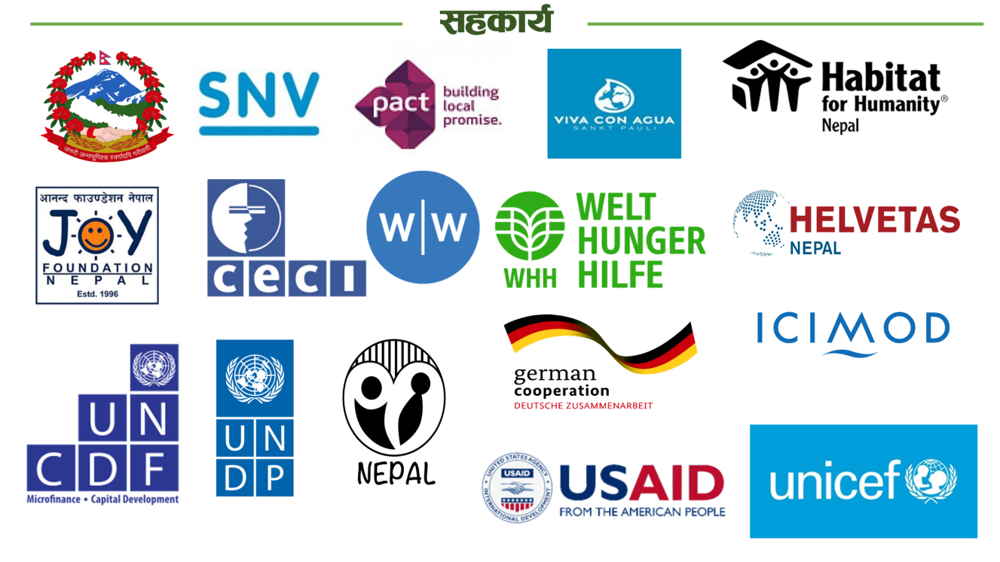 सहकार्य
जननी जन्मभूमिश्च स्वर्गादपि गरीयसी
SNV
pact
building
local
promise.
VIVA CON AGUA
SANKT PAULI
Habitat
for Humanity®
Nepal
आनन्द फाउण्डेशन नेपाल
JOY
FOUNDATION
NEPAL
Estd. 1996
ceci
W|W
WHH
WELT
HUNGER
HILFE
HELVETAS
NEPAL
UN
CDF
Microfinance • Capital Development
UN
DP
NEPAL
german
cooperation
DEUTSCHE ZUSAMMENARBEIT
ICIMOD
UNITED STATES AGENCY
USAID
INTERNATIONAL DEVELOPMENT
USAID
FROM THE AMERICAN PEOPLE
unicef